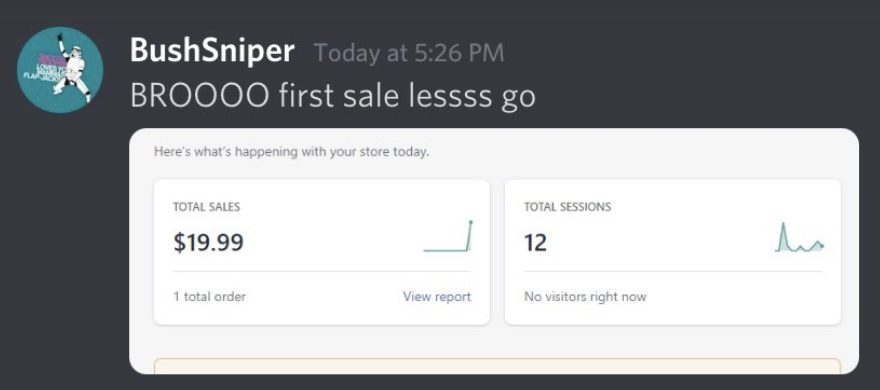 BushSniper Today at 5:26 PM
BROOOO first sale lessss go
Here's what's happening with your store today.
TOTAL SALES
$19.99
1 total order View report
TOTAL SESSIONS
12
No visitors right now